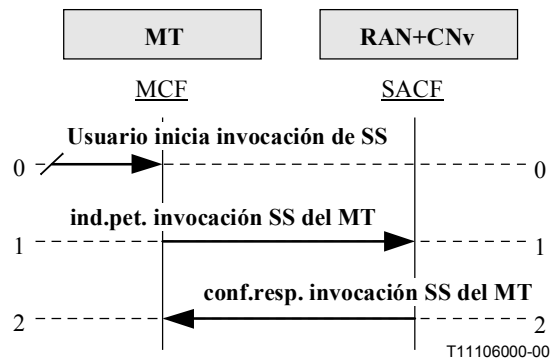 MT RAN+CNv
MCF SACF
Usuario inicia invocación de SS
0 0
ind.pet. invocación SS del MT
1 1
conf.resp. invocación SS del MT
2 2
T11106000-00